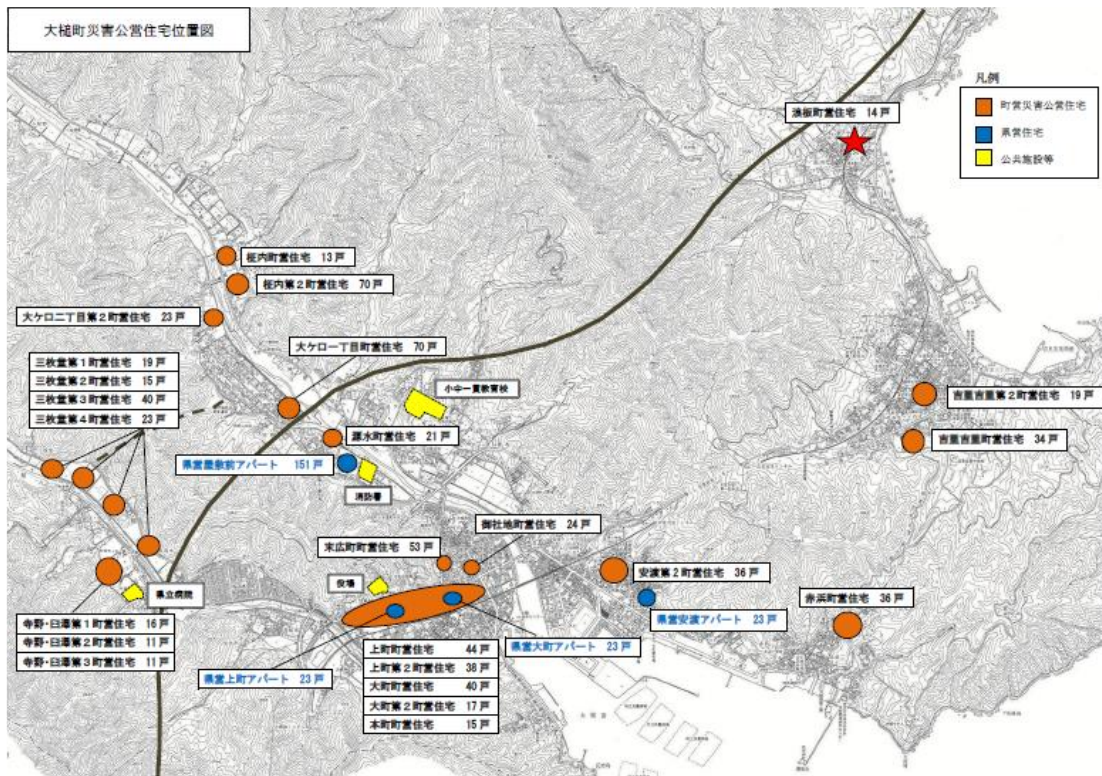 大槌町災害公営住宅位置図
凡例
町営災害公営住宅
県営住宅
公共施設等
浪板町営住宅 14戸
柾内町営住宅 13戸
柾内第2町営住宅 70戸
大ケロ二丁目第2町営住宅 23戸
大ケロ一丁目町営住宅 70戸
三枚堂第1町営住宅 19戸
三枚堂第2町営住宅 15戸
三枚堂第3町営住宅 40戸
三枚堂第4町営住宅 23戸
小中一貫教育校
吉里吉里第2町営住宅 19戸
吉里吉里町営住宅 34戸
源水町営住宅 21戸
県営屋敷前アパート 151戸
消防署
御社地町営住宅 24戸
末広町町営住宅 53戸
役場
安渡第2町営住宅 36戸
県営安渡アパート 23戸
赤浜町営住宅 36戸
県立病院
寺野・臼澤第1町営住宅 16戸
寺野・臼澤第2町営住宅 11戸
寺野・臼澤第3町営住宅 11戸
県営上町アパート 23戸
県営大町アパート 23戸
上町町営住宅 44戸
上町第2町営住宅 38戸
大町町営住宅 40戸
大町第2町営住宅 17戸
本町町営住宅 15戸